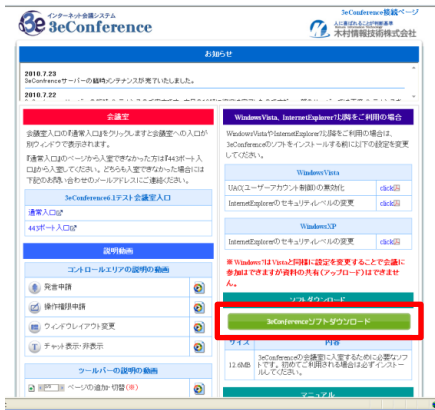 インターネット会議システム
3eConference
3eConference接続ページ
人に喜ばれることが判断基準
木村情報技術株式会社
お知らせ
2010.7.23
3eConfrenceサーバーの臨時メンテナンスが完了いたしました。
2010.7.22
会議室
会議室入口の『通常入口』をクリックしますと会議室への入口が
別ウィンドウで表示されます。
『通常入口』のページから入室できなかった方は『443ポート入
口』から入室してください。どちらも入室できなかった場合には
下記のお問い合わせのメールアドレスにご連絡ください。
3eConference6.1テスト会議室入口
通常入口
443ポート入口
説明動画
コントロールエリアの説明の動画
発言申請
操作権限申請
ウィンドウレイアウト変更
チャット表示・非表示
ツールバーの説明の動画
ページの追加・切替(※)
WindowsVista、InternetExplorer7以降をご利用の場合
WindowsVistaやInternetExplorer7以降をご利用の場合は、
3eConferenceのソフトをインストールする前に以下の設定を変更
してください。
WindowsVista
UAC(ユーザーアカウント制御)の無効化 click
InternetExplorerのセキュリティレベルの変更 click
WindowsXP
InternetExplorerのセキュリティレベルの変更 click
※Windows7はVistaと同様に設定を変更することで会議に
参加はできますが資料の共有(アップロード)はできませ
ん。
ソフトダウンロード
3eConferenceソフトダウンロード
サイズ 内容
12.6MB 3eConferenceの会議室に入室するために必要なソフ
トです。初めてご利用される場合は必ずインストー
ルしてください。
マニュアル